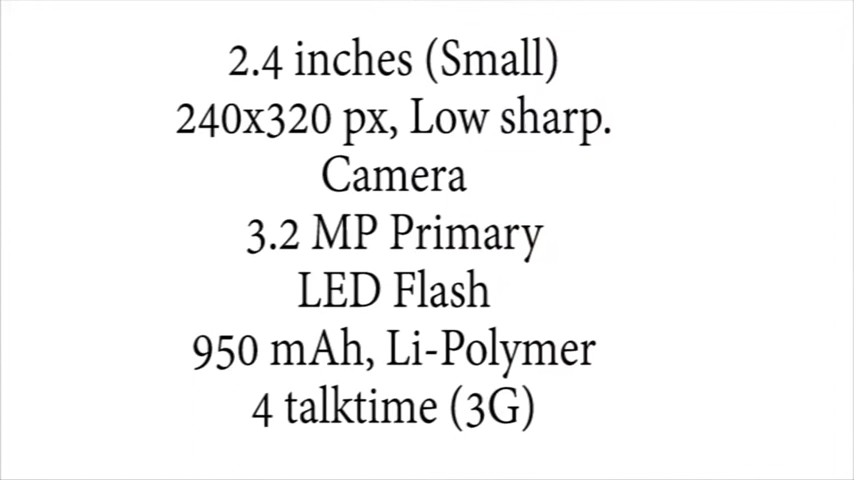 2.4 inches (Small)
240x320 px, Low sharp.
Camera
3.2 MP Primary
LED Flash
950 mAh, Li-Polymer
4 talktime (3G)